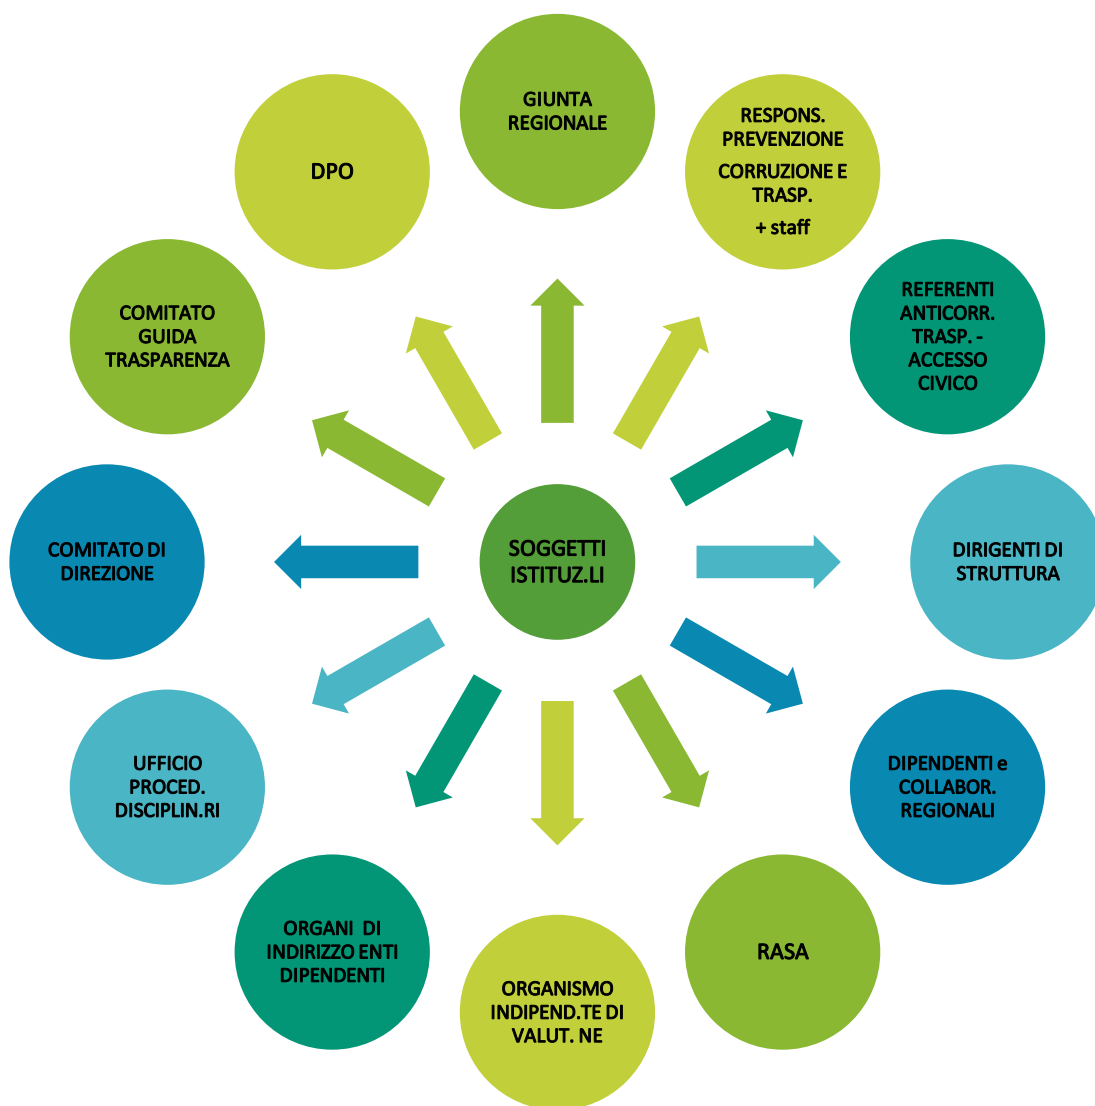 GIUNTA
REGIONALE
RESPONS.
PREVENZIONE
CORRUZIONE E
TRASP.
+ staff
REFERENTI
ANTICORR.
TRASP. -
ACCESSO
CIVICO
DIRIGENTI DI
STRUTTURA
DIPENDENTI e
COLLABOR.
REGIONALI
RASA
ORGANISMO
INDIPEND.TE DI
VALUT. NE
ORGANI DI
INDIRIZZO ENTI
DIPENDENTI
UFFICIO
PROCED.
DISCIPLIN.RI
COMITATO DI
DIREZIONE
COMITATO
GUIDA
TRASPARENZA
DPO
SOGGETTI
ISTITUZ.LI